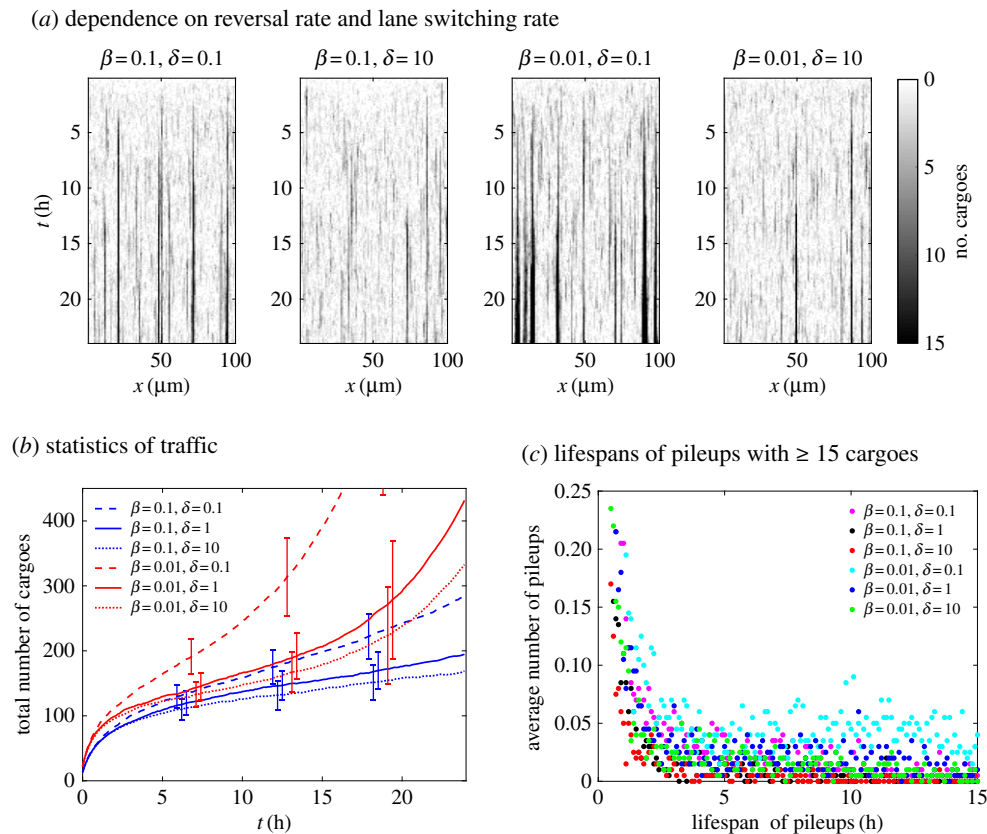 (a) dependence on reversal rate and lane switching rate
β=0.1, δ=0.1
β=0.1, δ=10
β=0.01, δ=0.1
β=0.01, δ=10
t(h)
5
10
15
20
50
100
x(μm)
50
100
x(μm)
50
100
x(μm)
50
100
x(μm)
0
5
10
15
no. cargoes
(b) statistics of traffic
total number of cargoes
400
300
200
100
0
β=0.1, δ=0.1
β=0.1, δ=1
β=0.1, δ=10
β=0.01, δ=0.1
β=0.01, δ=1
β=0.01, δ=10
0
5
10
15
20
t(h)
(c) lifespans of pileups with ≥ 15 cargoes
average number of pileups
0.25
0.20
0.15
0.10
0.05
0
β=0.1, δ=0.1
β=0.1, δ=1
β=0.1, δ=10
β=0.01, δ=0.1
β=0.01, δ=1
β=0.01, δ=10
0
5
10
15
lifespan of pileups(h)